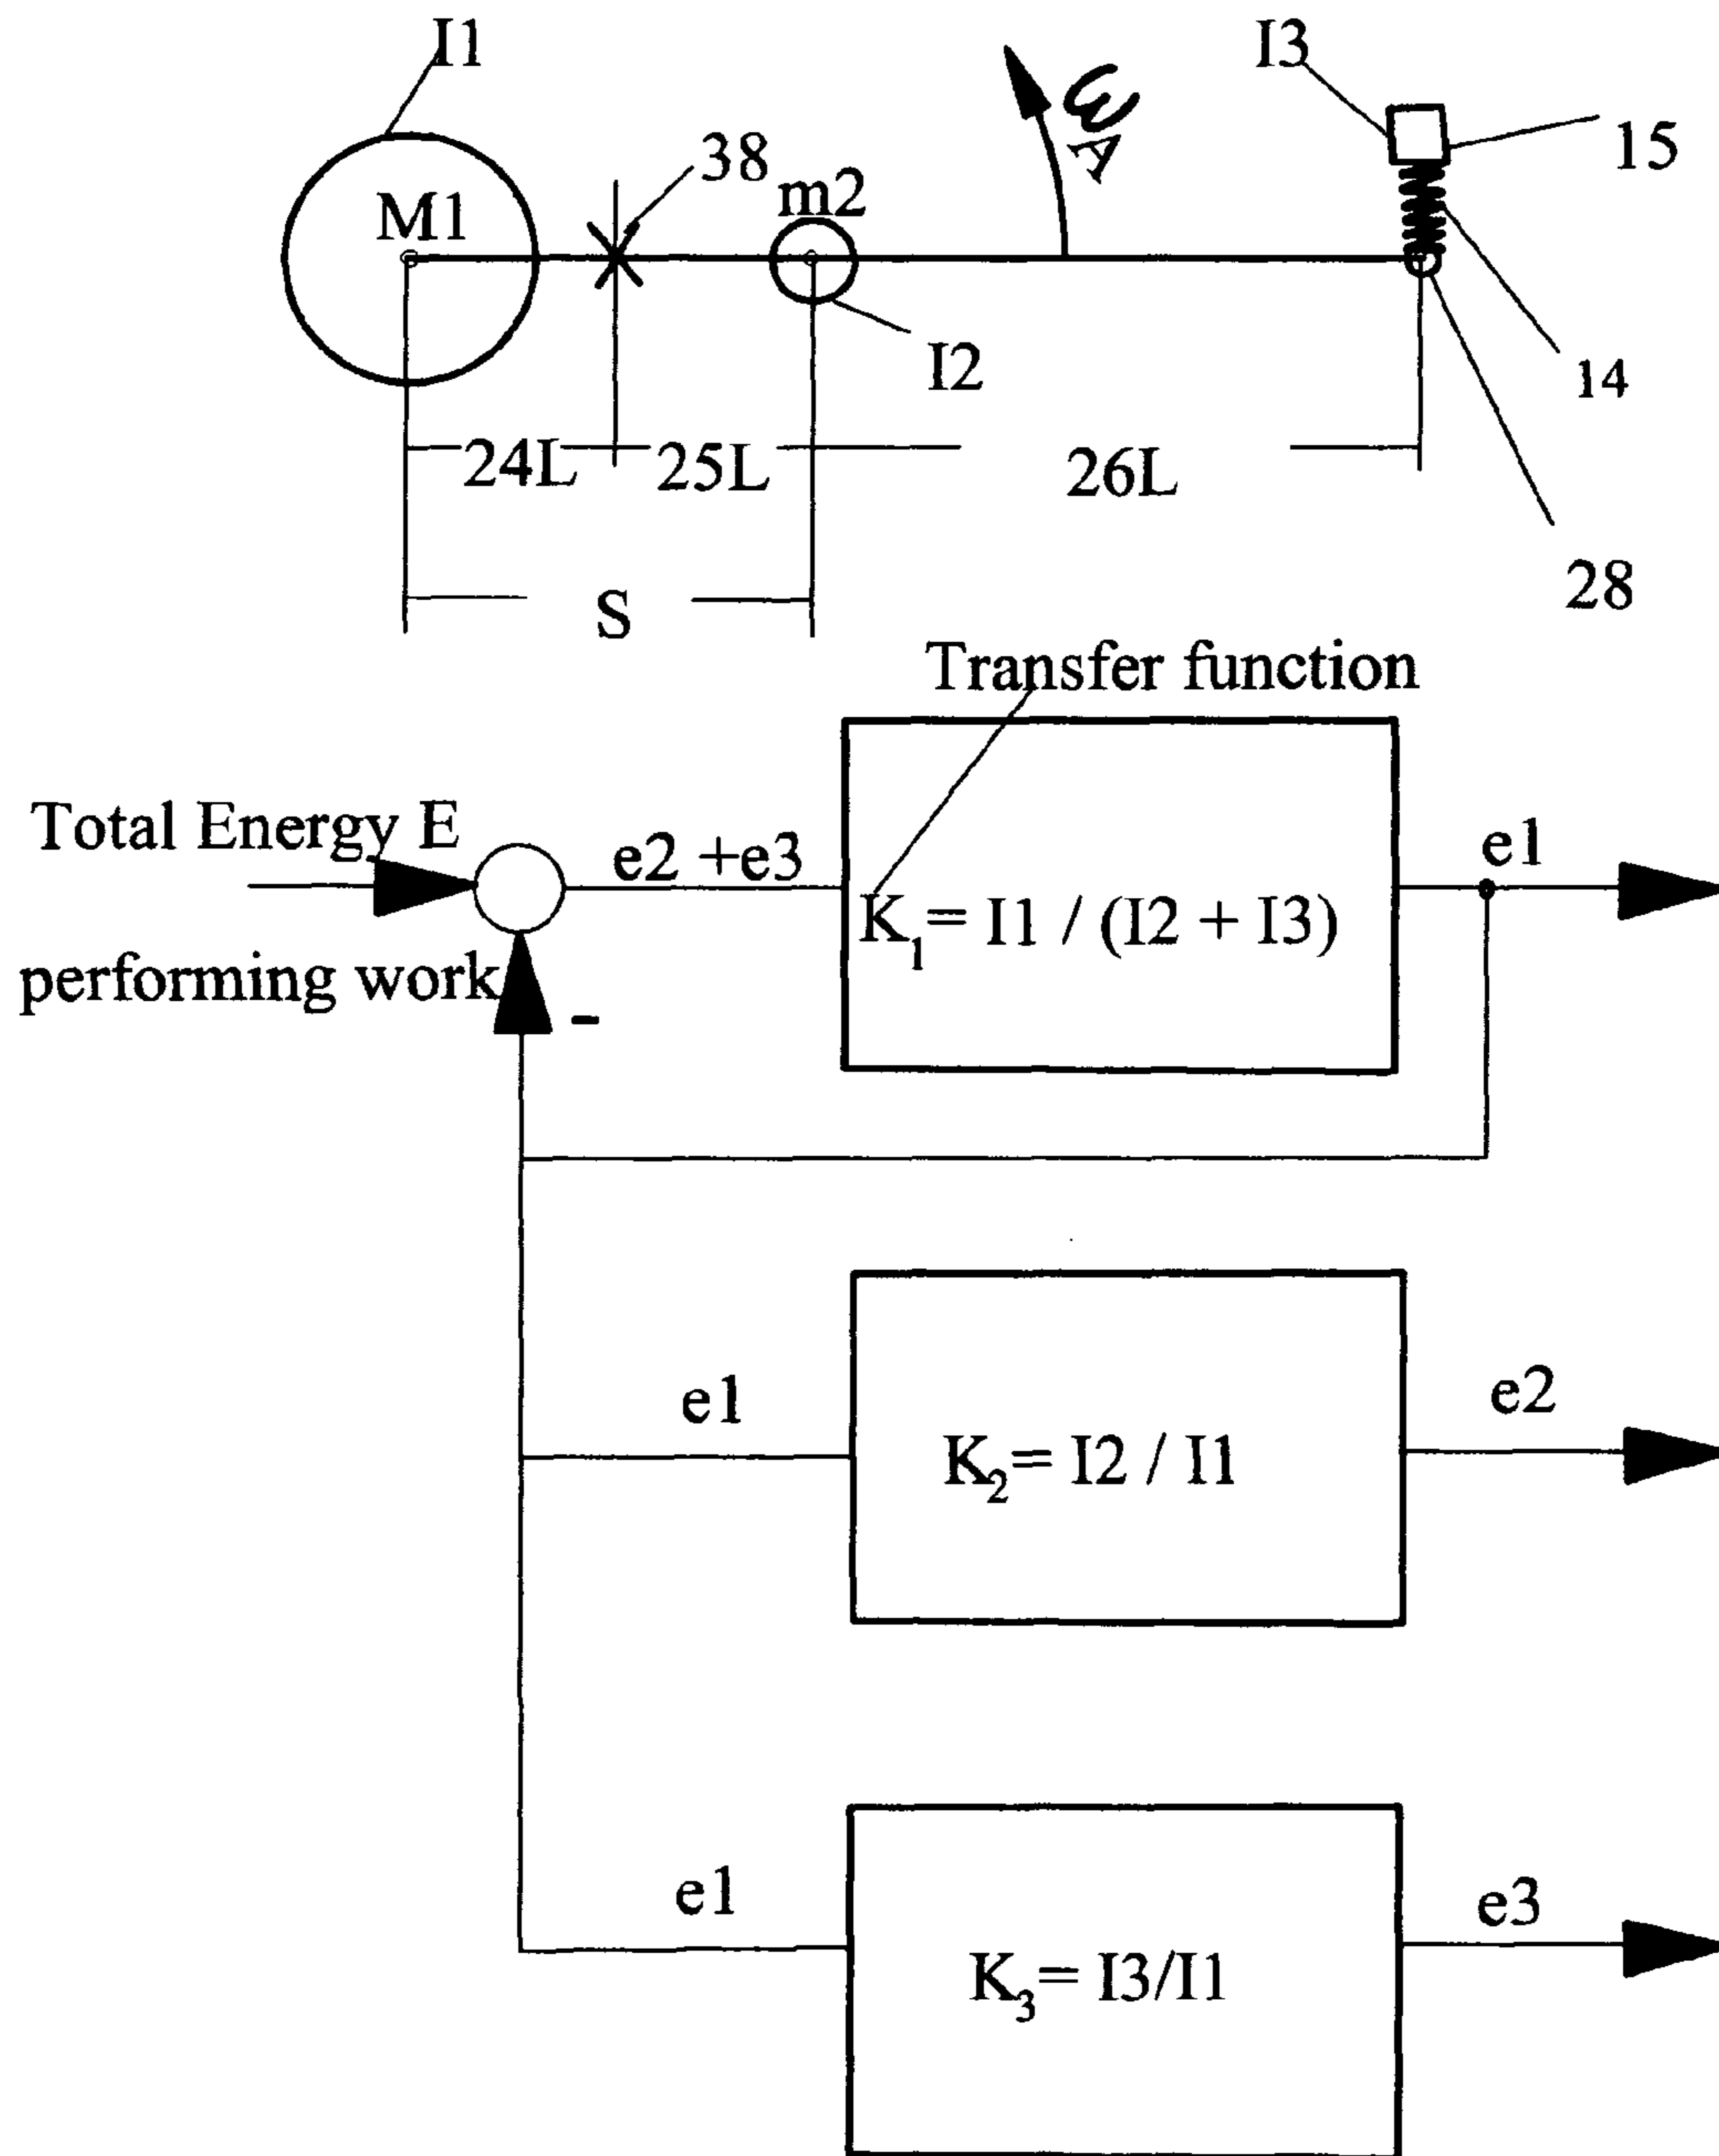 I1
I3
38
15
ωA
M1
m2
I2
14
24L
25L
26L
28
S
Transfer function
Total Energy E
e2 +e3
e1
K1= I1 / (I2 + I3)
performing work
-
e1
e2
K2= I2 / I1
e1
e3
K3= I3/I1